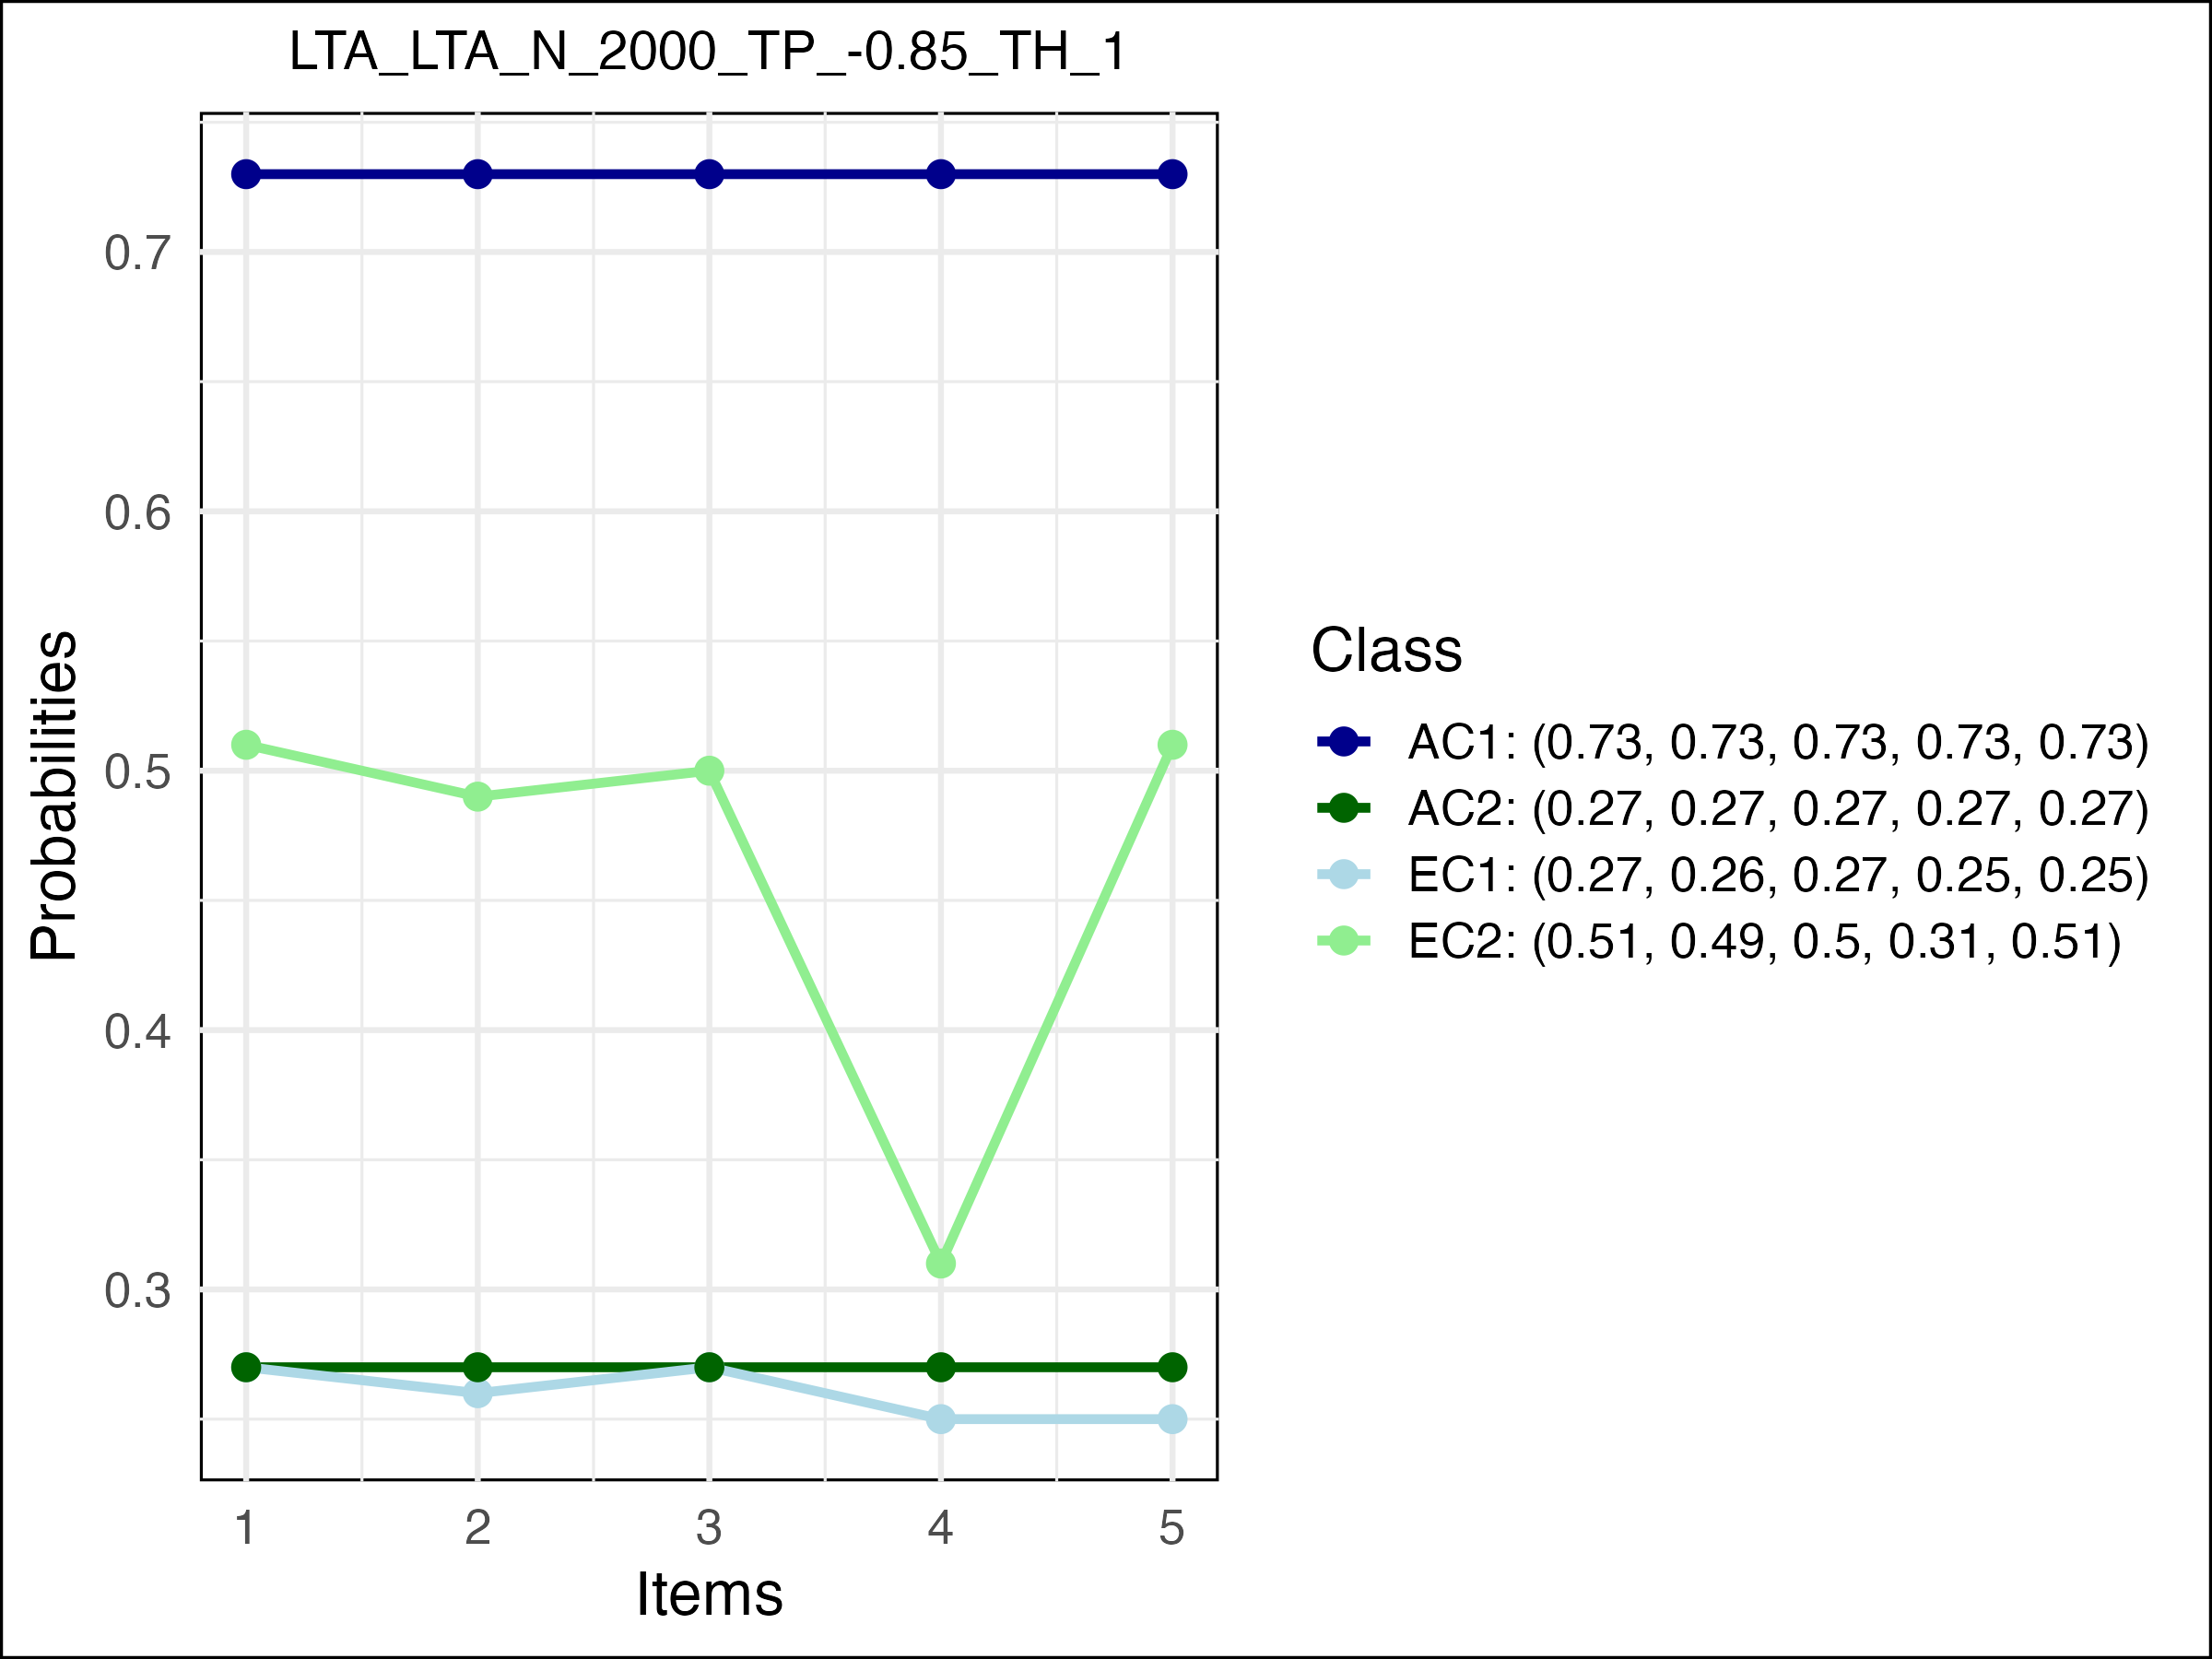 LTA_LTA_N_2000_TP_-0.85_TH_1
Probabilities
0.7
0.6
0.5
0.4
0.3
1 2 3 4 5
Items
Class
AC1: (0.73, 0.73, 0.73, 0.73, 0.73)
AC2: (0.27, 0.27, 0.27, 0.27, 0.27)
EC1: (0.27, 0.26, 0.27, 0.25, 0.25)
EC2: (0.51, 0.49, 0.5, 0.31, 0.51)